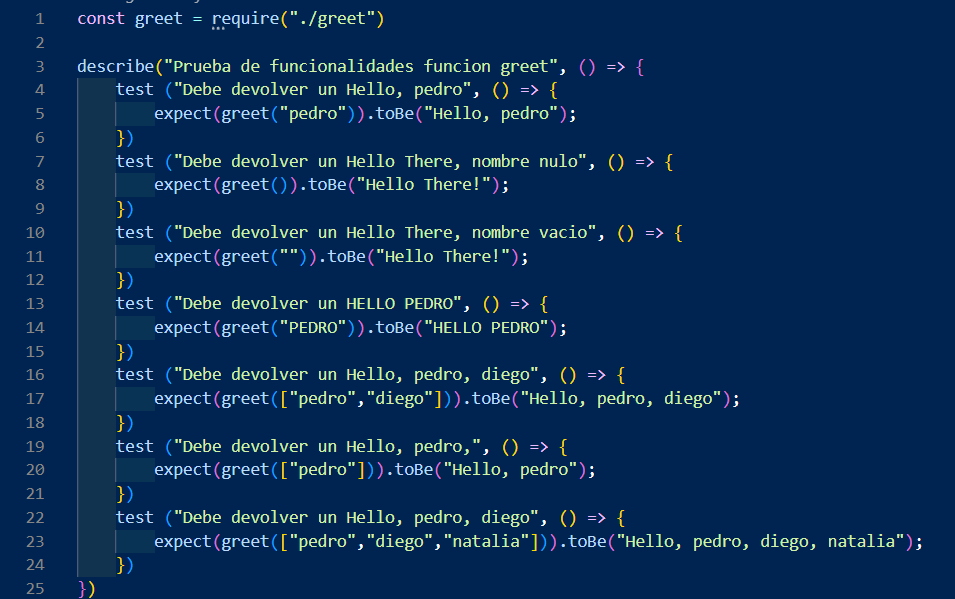 1 const greet = require("./greet")
2
3 describe("Prueba de funcionalidades funcion greet", () => {
4 test ("Debe devolver un Hello, pedro", () => {
5 expect(greet("pedro")).toBe("Hello, pedro");
6 })
7 test ("Debe devolver un Hello There, nombre nulo", () => {
8 expect(greet()).toBe("Hello There!");
9 })
10 test ("Debe devolver un Hello There, nombre vacio", () => {
11 expect(greet("")).toBe("Hello There!");
12 })
13 test ("Debe devolver un HELLO PEDRO", () => {
14 expect(greet("PEDRO")).toBe("HELLO PEDRO");
15 })
16 test ("Debe devolver un Hello, pedro, diego", () => {
17 expect(greet(["pedro","diego"])).toBe("Hello, pedro, diego");
18 })
19 test ("Debe devolver un Hello, pedro,", () => {
20 expect(greet(["pedro"])).toBe("Hello, pedro");
21 })
22 test ("Debe devolver un Hello, pedro, diego", () => {
23 expect(greet(["pedro","diego","natalia"])).toBe("Hello, pedro, diego, natalia");
24 })
25 })